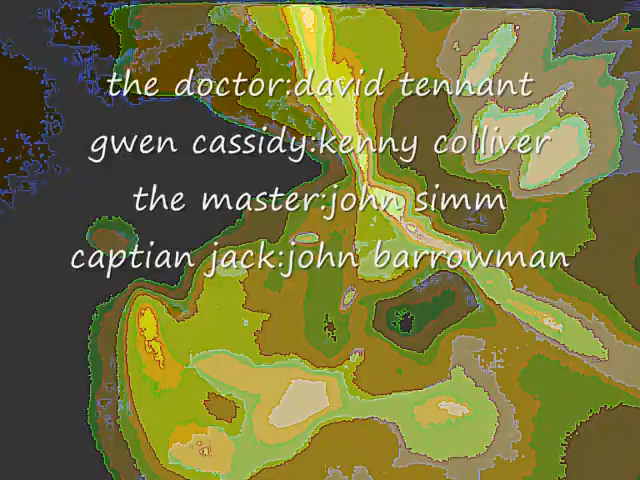 the doctor:david tennant
gwen cassidy:kenny colliver
the master:john simm
captian jack:john barrowman